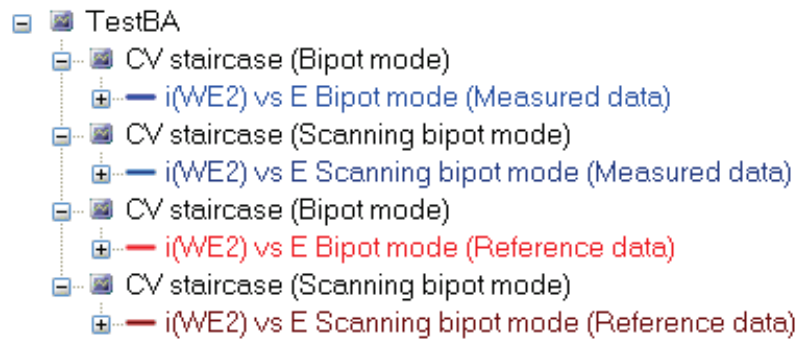 TestBA
CV staircase (Bipot mode)
i(WE2) vs E Bipot mode (Measured data)
CV staircase (Scanning bipot mode)
i(WE2) vs E Scanning bipot mode (Measured data)
CV staircase (Bipot mode)
i(WE2) vs E Bipot mode (Reference data)
CV staircase (Scanning bipot mode)
i(WE2) vs E Scanning bipot mode (Reference data)